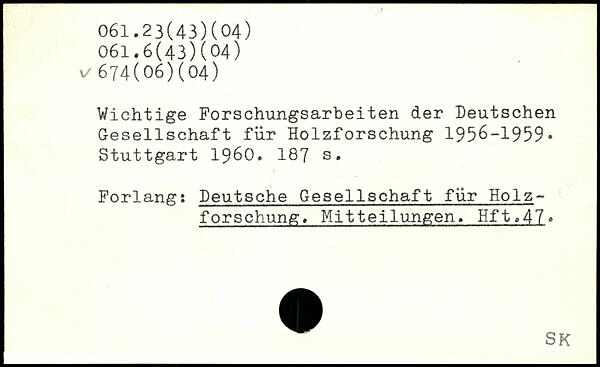 061.23(43)(04)
061.6(43)(04)
✓ 674(06)(04)
Wichtige Forschungsarbeiten der Deutschen
Gesellschaft für Holzforschung 1956-1959.
Stuttgart 1960. 187 s.
Forlang: Deutsche Gesellschaft für Holz-
forschung. Mitteilungen. Hft.47.
SK